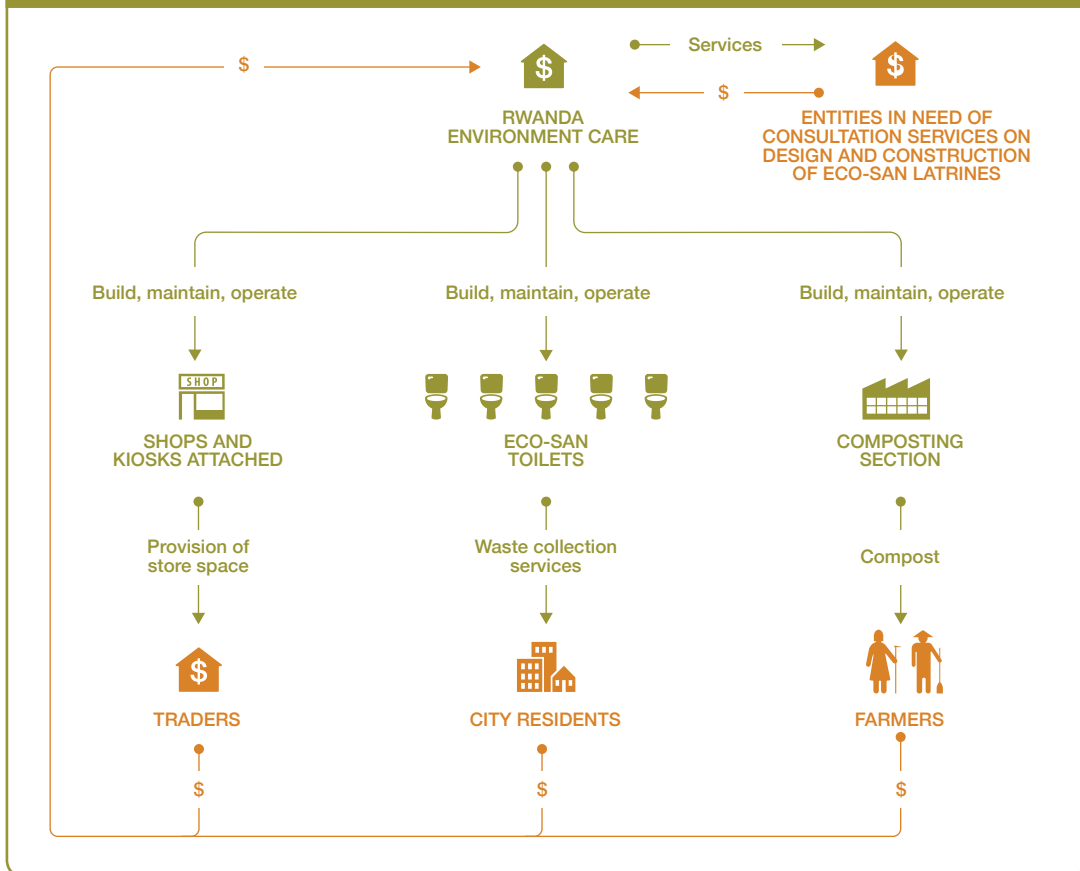 $
Services
$
$
$
RWANDA
ENVIRONMENT CARE
ENTITIES IN NEED OF
CONSULTATION SERVICES ON
DESIGN AND CONSTRUCTION
OF ECO-SAN LATRINES
Build, maintain, operate
Build, maintain, operate
Build, maintain, operate
SHOP
SHOPS AND
KIOSKS ATTACHED
ECO-SAN
TOILETS
COMPOSTING
SECTION
Provision of
store space
Waste collection
services
Compost
$
TRADERS
CITY RESIDENTS
FARMERS
$
$
$